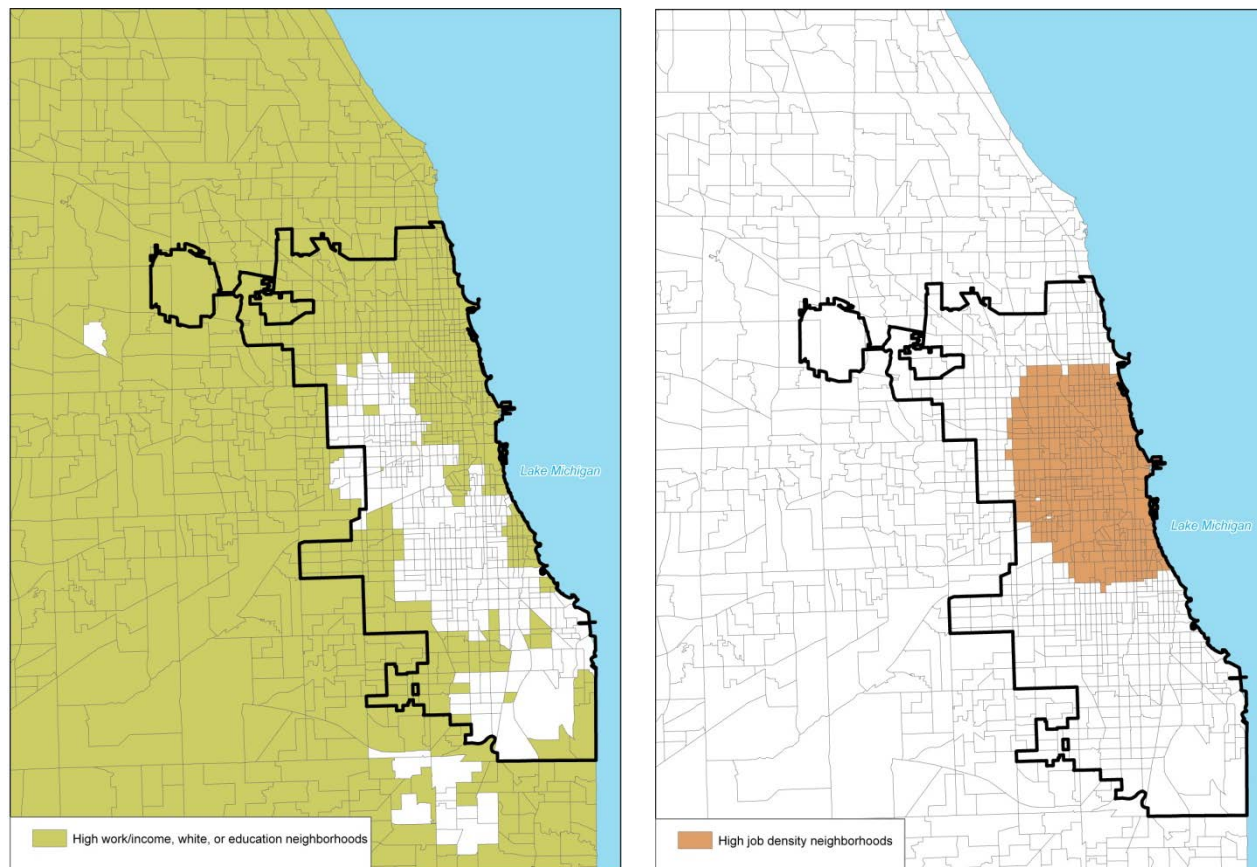 Lake Michigan
High work/income, white, or education neighborhoods
Lake Michigan
High job density neighborhoods